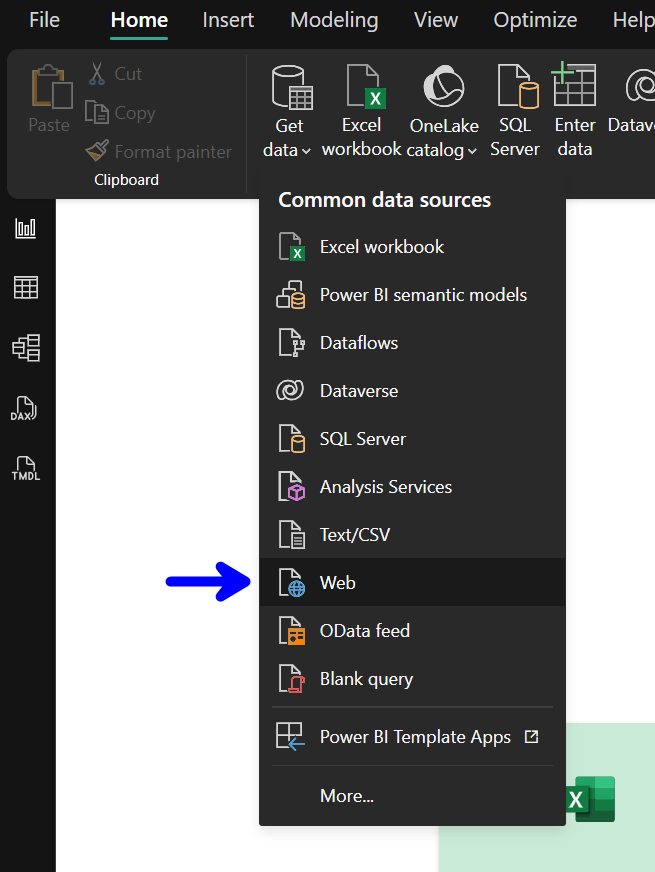 File Home Insert Modeling View Optimize Help
Cut
Copy
Paste
Format painter
Clipboard
Get data
Excel workbook
OneLake catalog
SQL Server
Enter data
Common data sources
Excel workbook
Power BI semantic models
Dataflows
Dataverse
SQL Server
Analysis Services
Text/CSV
Web
OData feed
Blank query
Power BI Template Apps
More...
DAX
TMDL